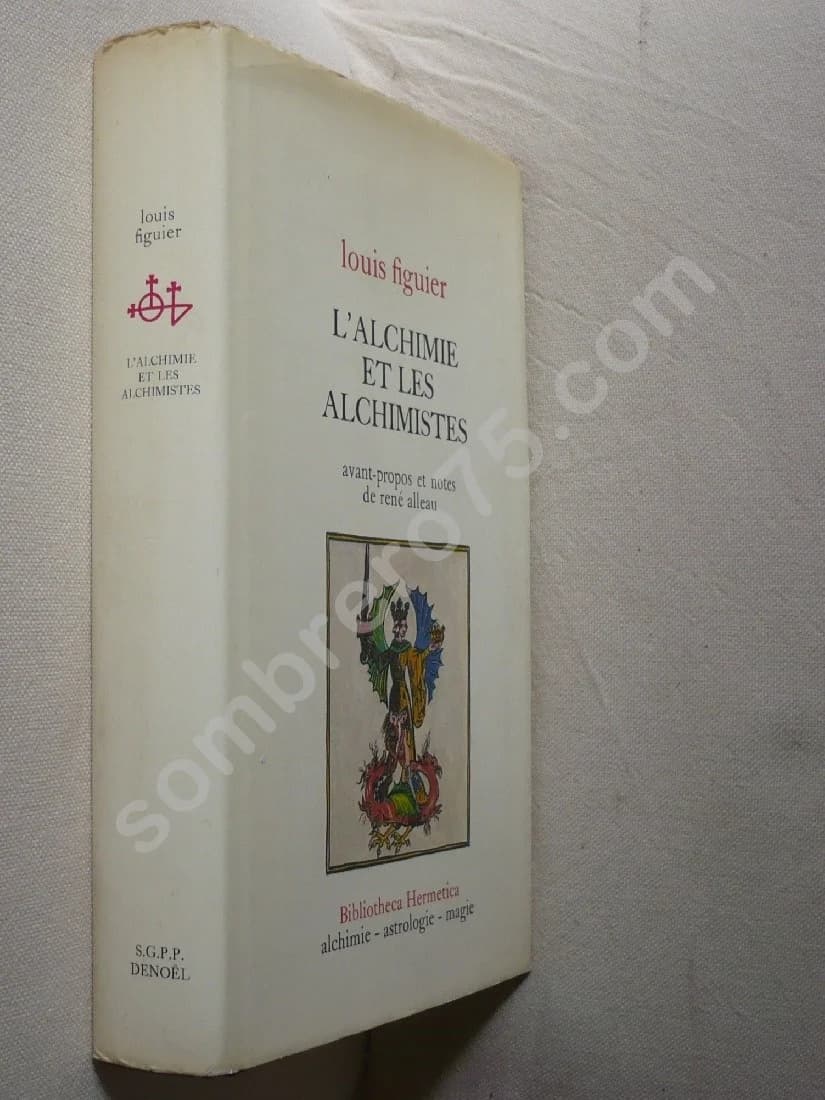 louis
figuier
L'ALCHIMIE
ET LES
ALCHIMISTES
S.G.P.P.
DENOËL
louis figuier
L'ALCHIMIE
ET LES
ALCHIMISTES
avant-propos et notes
de rené alleau
Bibliotheca Hermetica
alchimie - astrologie - magie
sombrero75.com